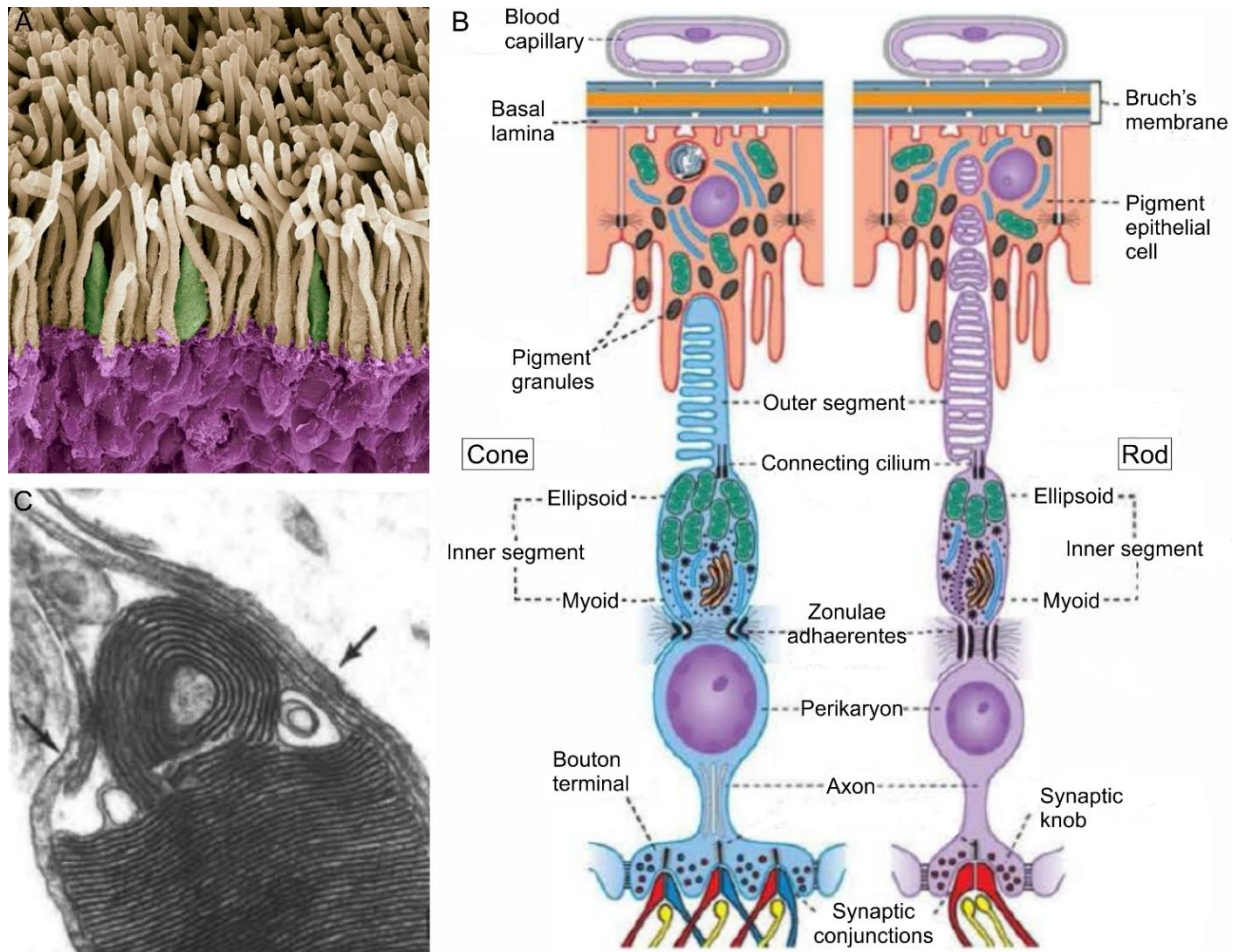 A
B
Blood
capillary
Basal
lamina
Bruch's
membrane
Pigment
epithelial
cell
Pigment
granules
Outer segment
Cone
Connecting cilium
Rod
C
Ellipsoid
Ellipsoid
Inner segment
Inner segment
Myoid
Myoid
Zonulae
adhaerentes
Perikaryon
Bouton
terminal
Axon
Synaptic
knob
Synaptic
conjunctions